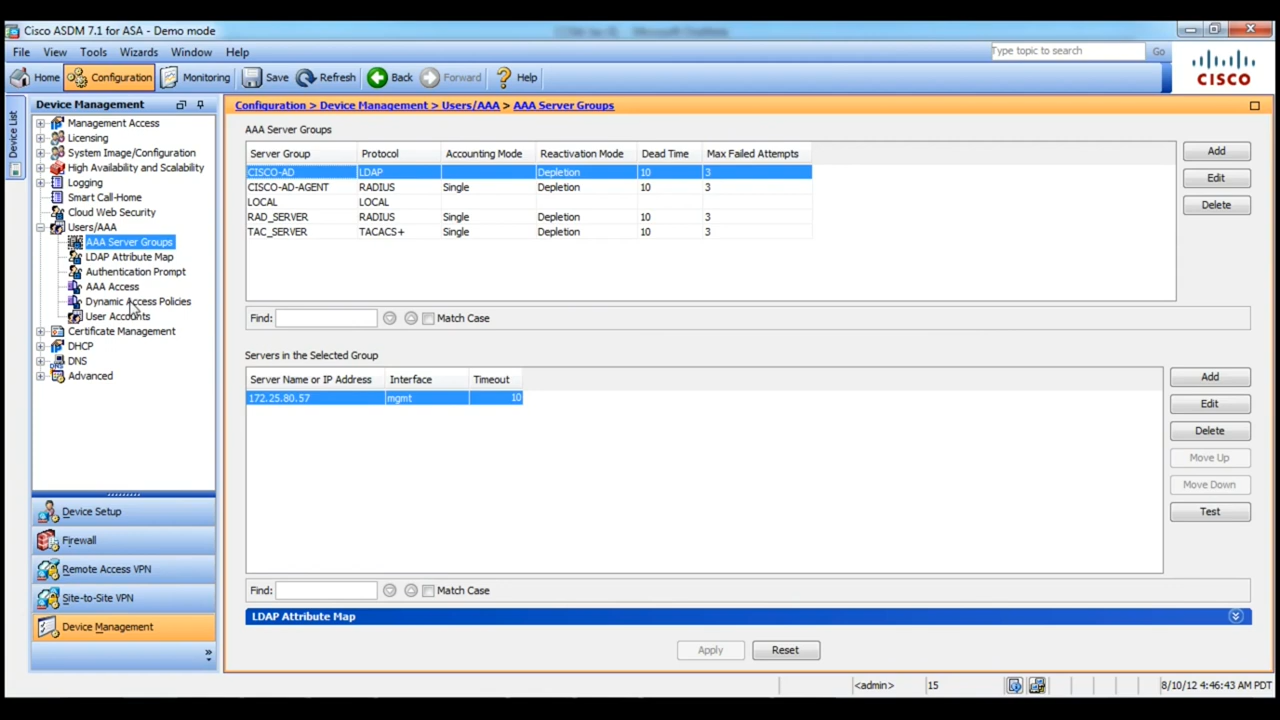 Cisco ASDM 7.1 for ASA - Demo mode
File View Tools Wizards Window Help
Type topic to search Go
Home Configuration Monitoring Save Refresh Back Forward Help
CISCO
Device List
Device Management
Management Access
Licensing
System Image/Configuration
High Availability and Scalability
Logging
Smart Call-Home
Cloud Web Security
Users/AAA
AAA Server Groups
LDAP Attribute Map
Authentication Prompt
AAA Access
Dynamic Access Policies
User Accounts
Certificate Management
DHCP
DNS
Advanced
Device Setup
Firewall
Remote Access VPN
Site-to-Site VPN
Device Management
Configuration > Device Management > Users/AAA > AAA Server Groups
AAA Server Groups
Server Group Protocol Accounting Mode Reactivation Mode Dead Time Max Failed Attempts
CISCO-AD LDAP Depletion 10 3
CISCO-AD-AGENT RADIUS Single Depletion 10 3
LOCAL LOCAL
RAD_SERVER RADIUS Single Depletion 10 3
TAC_SERVER TACACS+ Single Depletion 10 3
Add
Edit
Delete
Find: Match Case
Servers in the Selected Group
Server Name or IP Address Interface Timeout
172.25.80.57 mgmt 10
Add
Edit
Delete
Move Up
Move Down
Test
Find: Match Case
LDAP Attribute Map
Apply Reset
<admin> 15 8/10/12 4:46:43 AM PDT